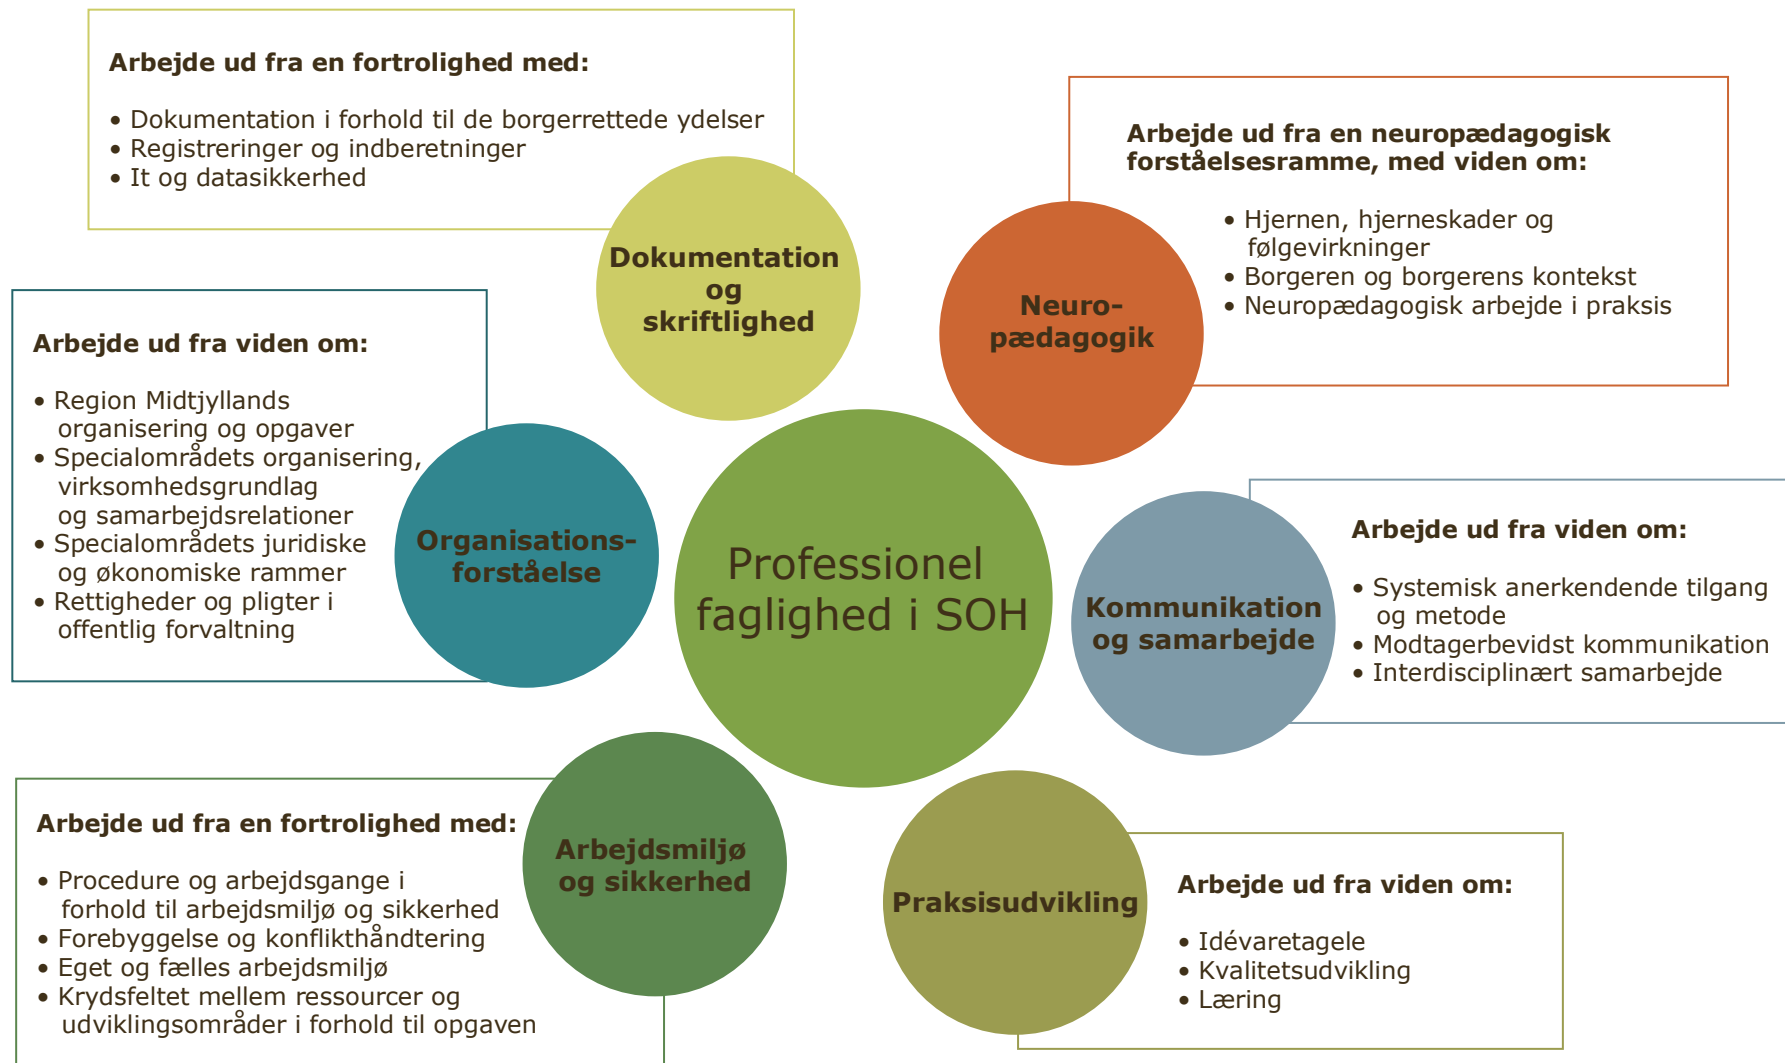 Arbejde ud fra en fortrolighed med:
• Dokumentation i forhold til de borgerrettede ydelser
• Registreringer og indberetninger
• It og datasikkerhed
Dokumentation
og
skriftlighed
Arbejde ud fra en neuropædagogisk
forståelsesramme, med viden om:
• Hjernen, hjerneskader og
følgevirkninger
• Borgeren og borgerens kontekst
• Neuropædagogisk arbejde i praksis
Neuro-
pædagogik
Arbejde ud fra viden om:
• Region Midtjyllands
organisering og opgaver
• Specialområdets organisering,
virksomhedsgrundlag
og samarbejdsrelationer
• Specialområdets juridiske
og økonomiske rammer
• Rettigheder og pligter i
offentlig forvaltning
Organisations-
forståelse
Professionel
faglighed i SOH
Kommunikation
og samarbejde
Arbejde ud fra viden om:
• Systemisk anerkendende tilgang
og metode
• Modtagerbevidst kommunikation
• Interdisciplinært samarbejde
Arbejde ud fra en fortrolighed med:
• Procedure og arbejdsgange i
forhold til arbejdsmiljø og sikkerhed
• Forebyggelse og konflikthåndtering
• Eget og fælles arbejdsmiljø
• Krydsfeltet mellem ressourcer og
udviklingsområder i forhold til opgaven
Arbejdsmiljø
og sikkerhed
Praksisudvikling
Arbejde ud fra viden om:
• Idévaretagele
• Kvalitetsudvikling
• Læring